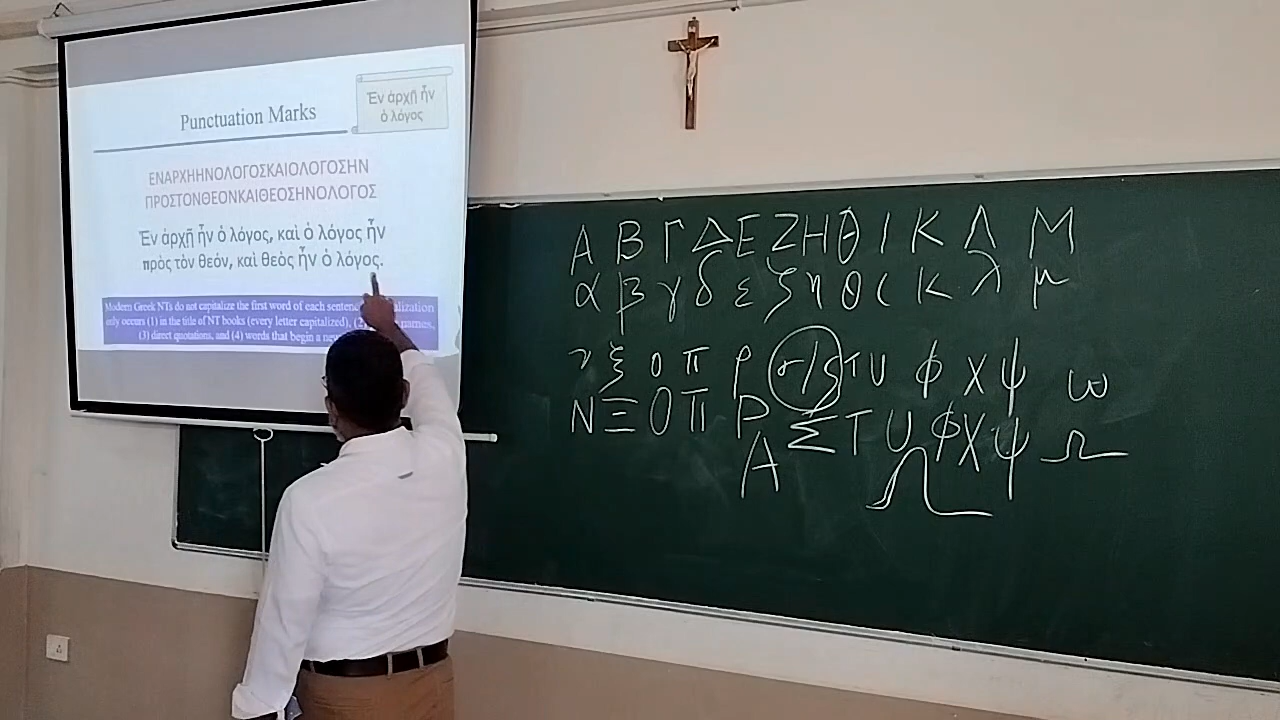 Punctuation Marks
Ἐν ἀρχῇ ἦν
ὁ λόγος
ΕΝΑΡΧΗΗΝΟΛΟΓΟΣΚΑΙΟΛΟΓΟΣΗΝ
ΠΡΟΣΤΟΝΘΕΟΝΚΑΙΘΕΟΣΗΝΟΛΟΓΟΣ
Ἐν ἀρχῇ ἦν ὁ λόγος, καὶ ὁ λόγος ἦν
πρὸς τὸν θεόν, καὶ θεὸς ἦν ὁ λόγος.
Modern Greek NTs do not capitalize the first word of each
only occurs (1) in the title of NT books (every letter capitalized), names,
(3) direct quotations, and (4) words that begin a
Α Β Γ Δ Ε Ζ Η Θ Ι Κ Λ Μ
α β γ δ ε ζ η θ ι κ λ μ
ν ξ ο π ρ σ/ς τ υ φ χ ψ ω
Ν Ξ Ο Π Ρ Σ Τ U Φ Χ Ψ Ω
Α Ω